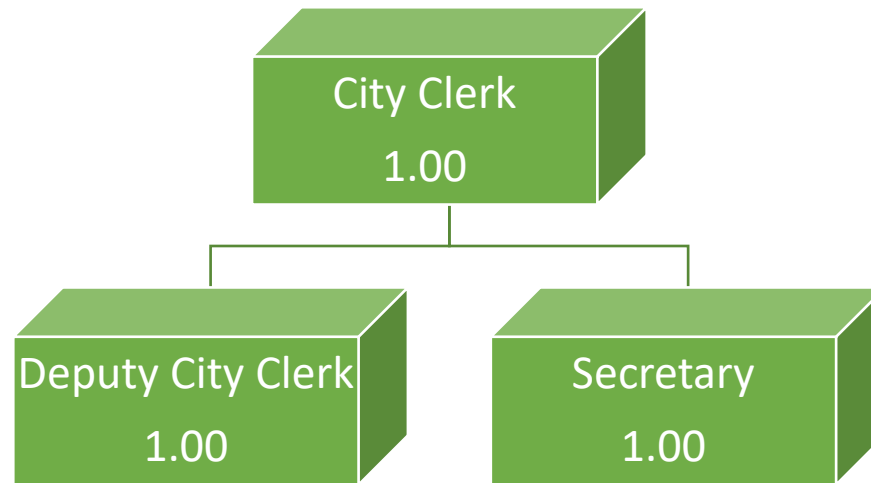 City Clerk
1.00
Deputy City Clerk
1.00
Secretary
1.00